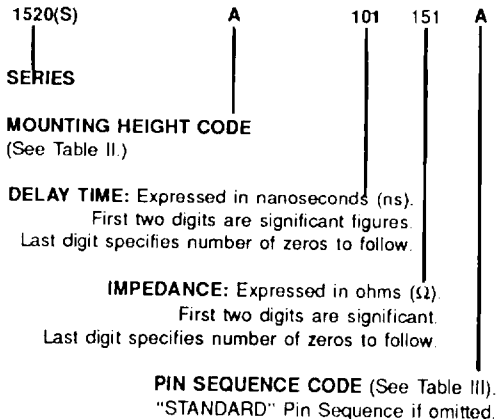 1520(S) A 101 151 A
SERIES
MOUNTING HEIGHT CODE
(See Table II.)
DELAY TIME: Expressed in nanoseconds (ns).
First two digits are significant figures.
Last digit specifies number of zeros to follow.
IMPEDANCE: Expressed in ohms (Ω).
First two digits are significant.
Last digit specifies number of zeros to follow.
PIN SEQUENCE CODE (See Table III).
"STANDARD" Pin Sequence if omitted.